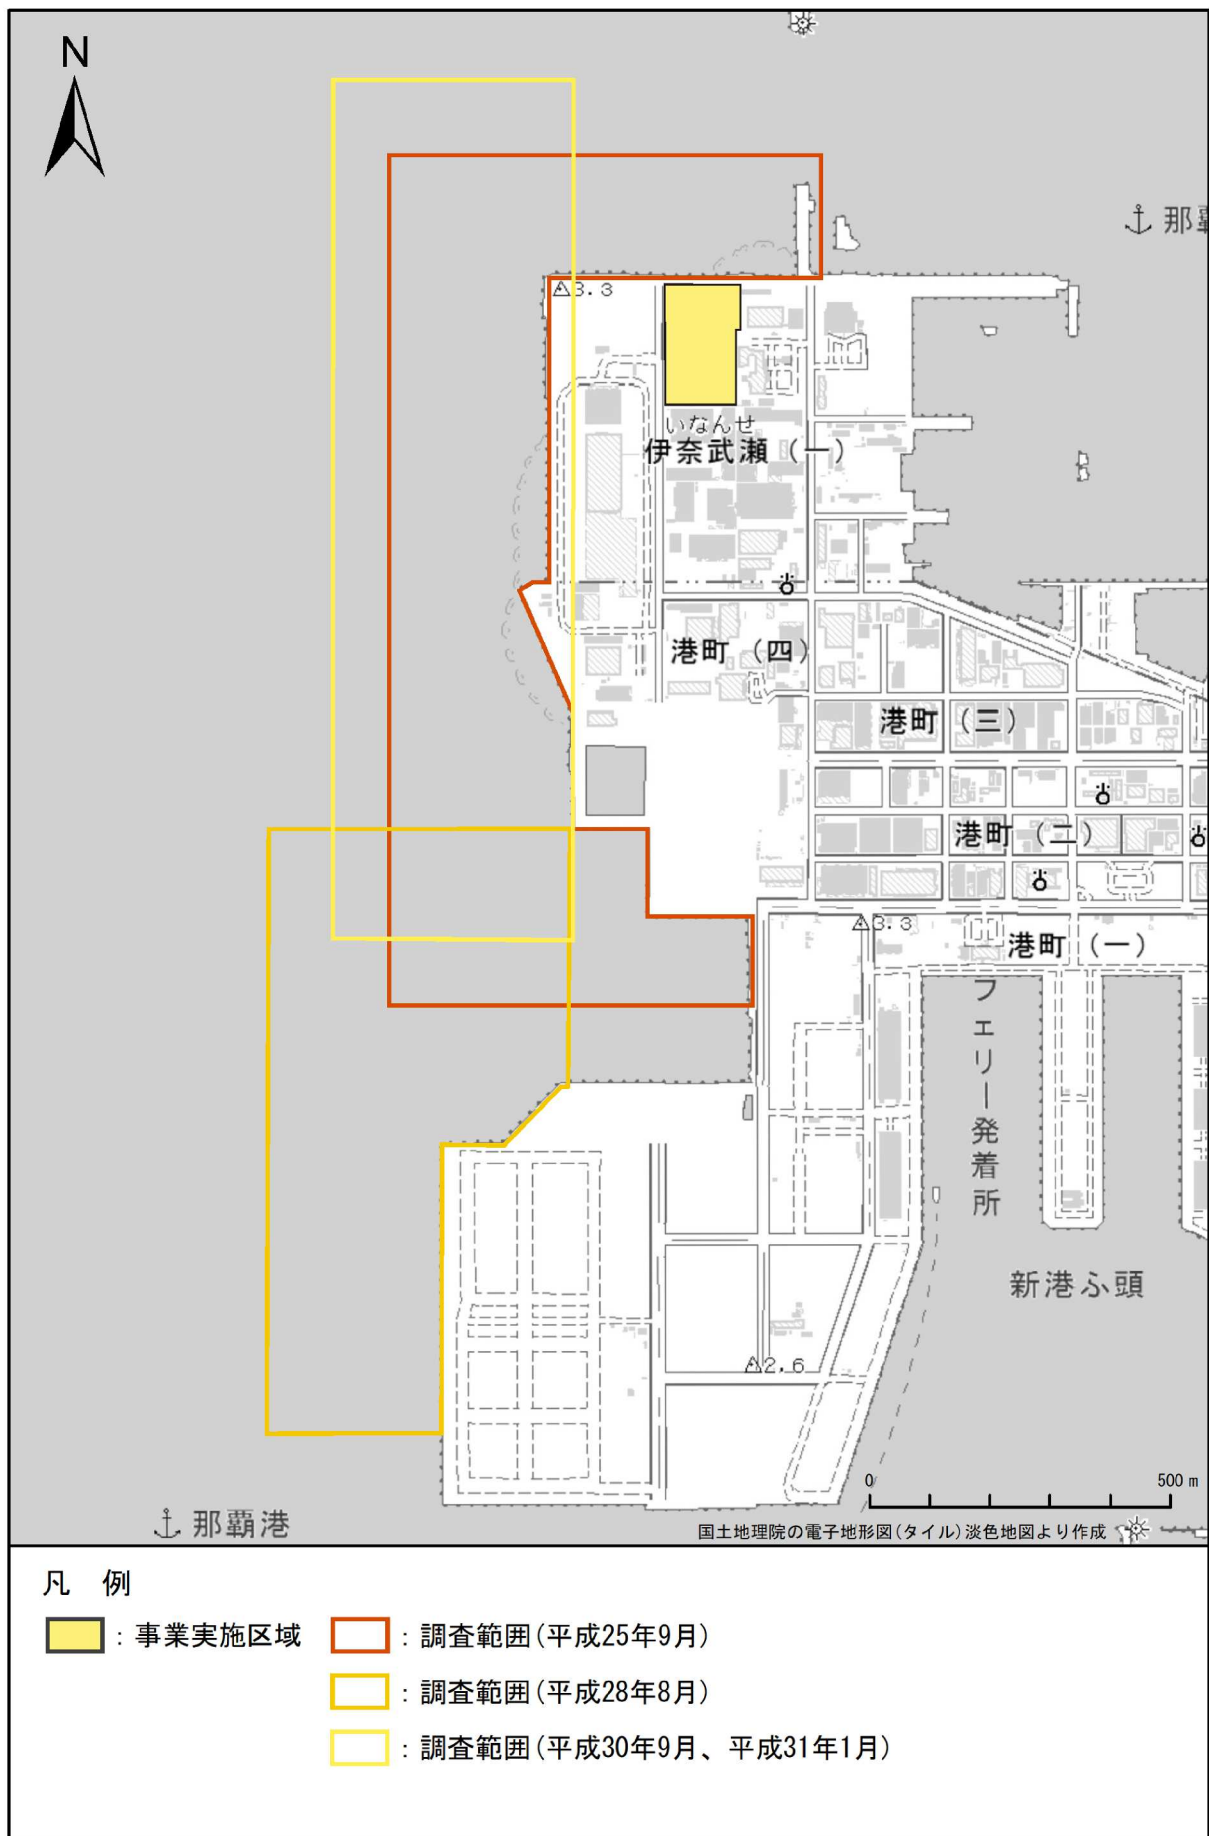 N
那
△3.3
いなんせ
伊奈武瀬(一)
港町(四)
港町(三)
港町(二)
△3.3
港町(一)
フェリー発着所
新港ふ頭
△2.6
0 500 m
那覇港
国土地理院の電子地形図(タイル)淡色地図より作成
凡 例
:事業実施区域
:調査範囲(平成25年9月)
:調査範囲(平成28年8月)
:調査範囲(平成30年9月、平成31年1月)